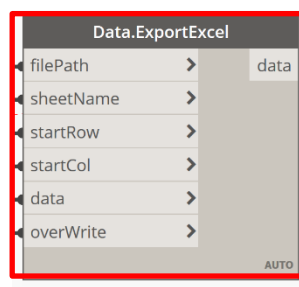 Data.ExportExcel
filePath > data
sheetName >
startRow >
startCol >
data >
overWrite >
AUTO